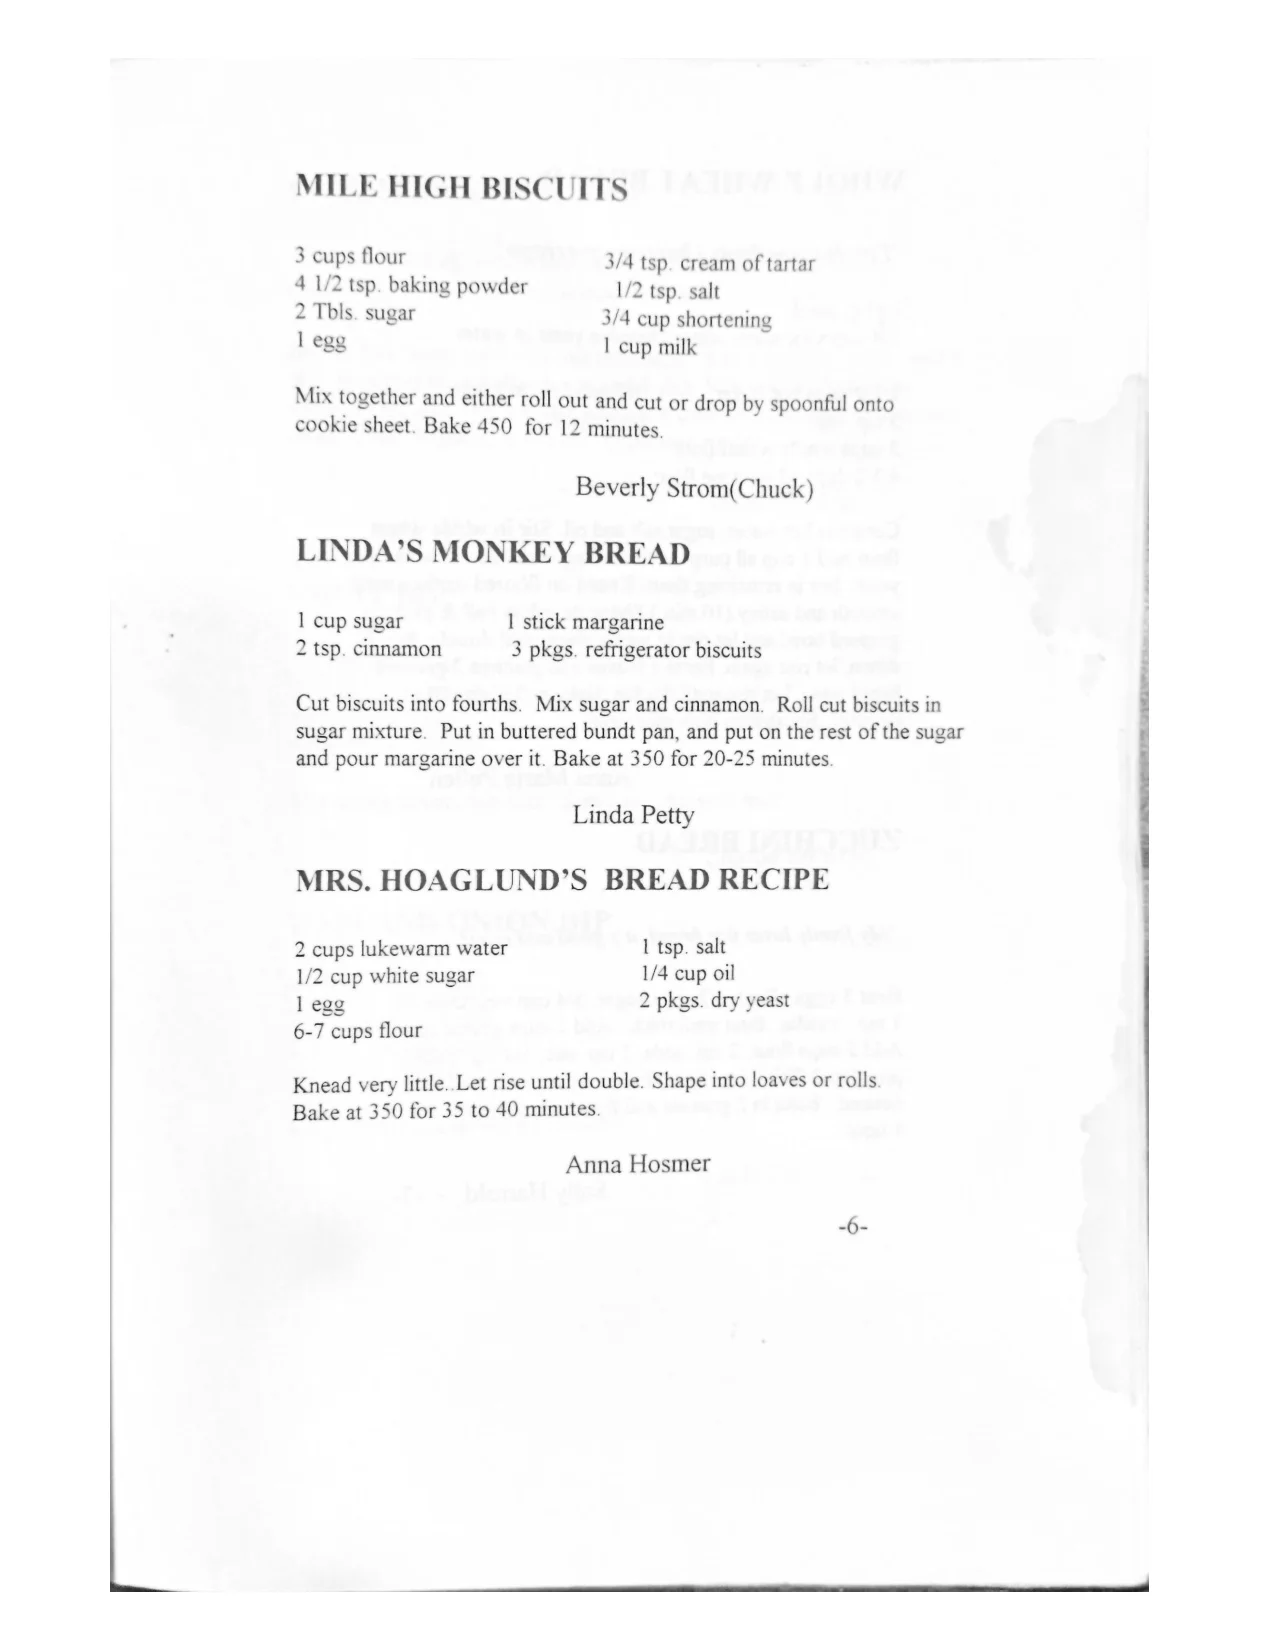 MILE HIGH BISCUITS
3 cups flour 3/4 tsp. cream of tartar
4 1/2 tsp. baking powder 1/2 tsp. salt
2 Tbls. sugar 3/4 cup shortening
1 egg 1 cup milk
Mix together and either roll out and cut or drop by spoonful onto
cookie sheet. Bake 450 for 12 minutes.
Beverly Strom(Chuck)
LINDA'S MONKEY BREAD
1 cup sugar 1 stick margarine
2 tsp. cinnamon 3 pkgs. refrigerator biscuits
Cut biscuits into fourths. Mix sugar and cinnamon. Roll cut biscuits in
sugar mixture. Put in buttered bundt pan, and put on the rest of the sugar
and pour margarine over it. Bake at 350 for 20-25 minutes.
Linda Petty
MRS. HOAGLUND'S BREAD RECIPE
2 cups lukewarm water 1 tsp. salt
1/2 cup white sugar 1/4 cup oil
1 egg 2 pkgs. dry yeast
6-7 cups flour
Knead very little..Let rise until double. Shape into loaves or rolls.
Bake at 350 for 35 to 40 minutes.
Anna Hosmer
-6-